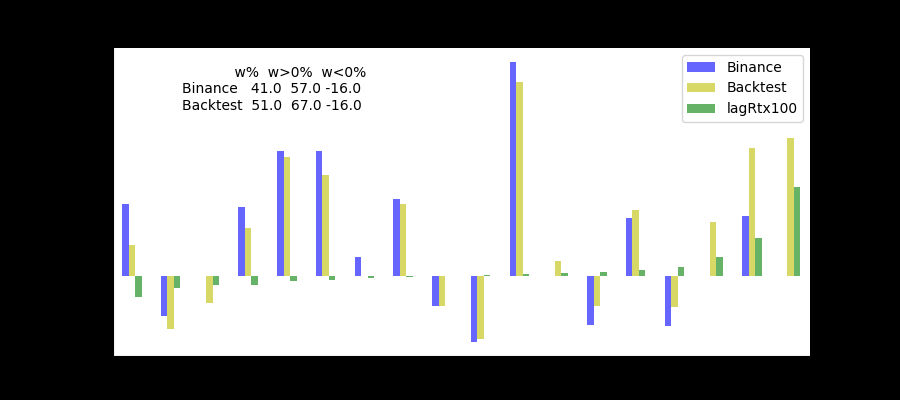 w%  w>0%  w<0%
Binance   41.0  57.0 -16.0
Backtest  51.0  67.0 -16.0
Binance
Backtest
lagRtx100